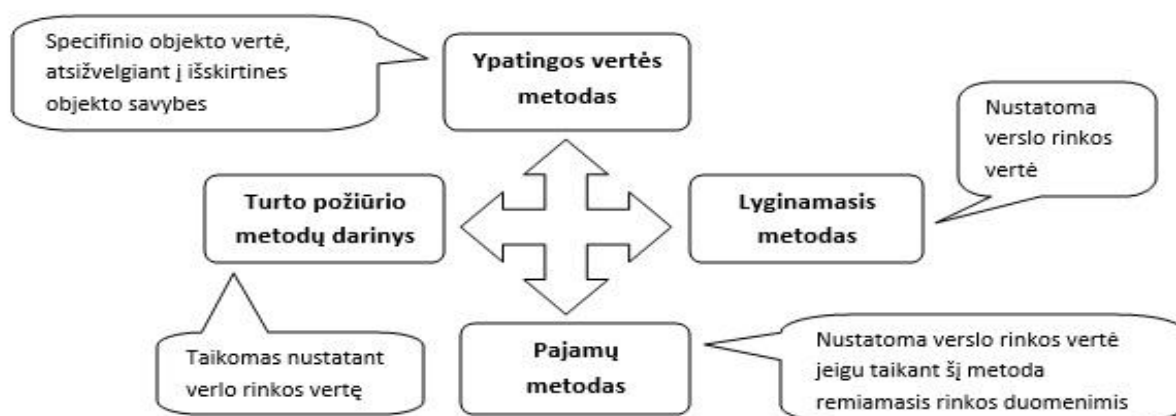 Specifinio objekto vertė,
atsižvelgiant į išskirtines
objekto savybes
Ypatingos vertės
metodas
Nustatoma
verslo rinkos
vertė
Turto požiūrio
metodų darinys
Lyginamasis
metodas
Taikomas nustatant
verlo rinkos vertę
Pajamų
metodas
Nustatoma verslo rinkos vertė
jeigu taikant šį metoda
remiamasis rinkos duomenimis